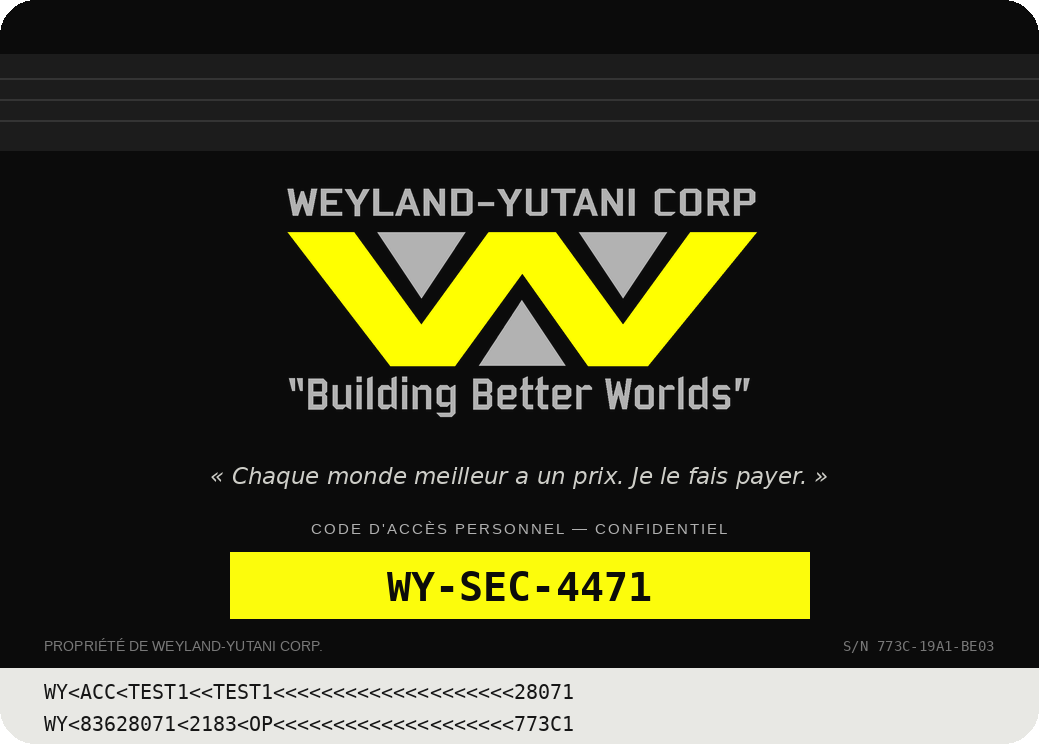 WEYLAND-YUTANI CORP
"Building Better Worlds"
« Chaque monde meilleur a un prix. Je le fais payer. »
CODE D'ACCÈS PERSONNEL — CONFIDENTIEL
WY-SEC-4471
PROPRIÉTÉ DE WEYLAND-YUTANI CORP.
S/N 773C-19A1-BE03
WY<ACC<TEST1<<TEST1<<<<<<<<<<<<<<<<<<<<28071
WY<83628071<2183<OP<<<<<<<<<<<<<<<<<<<<773C1